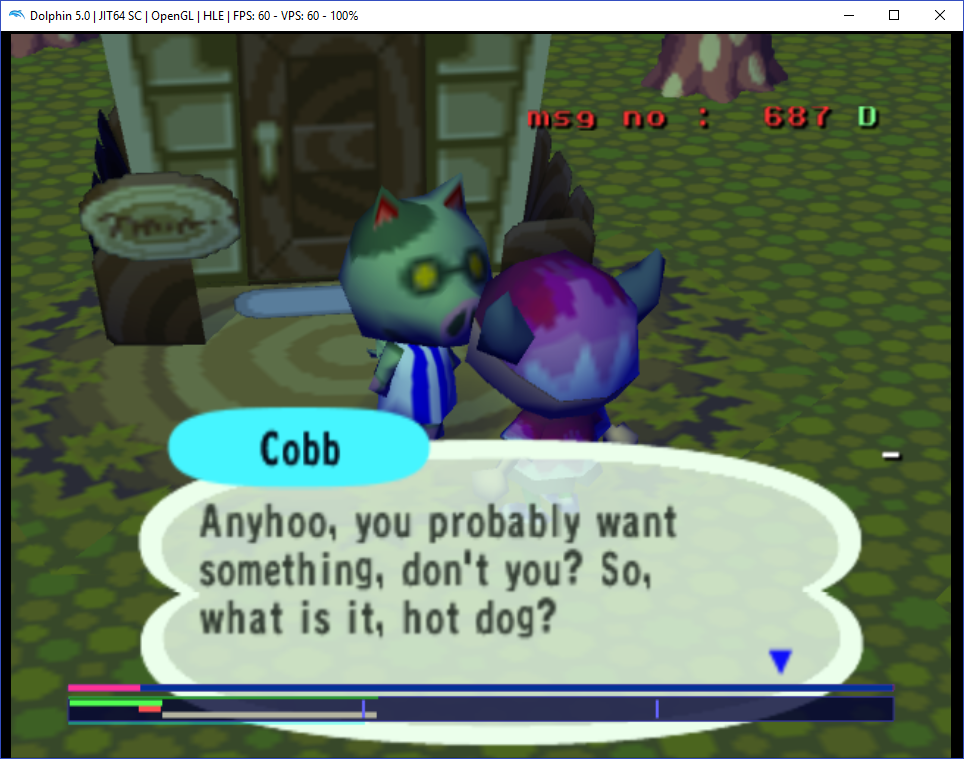 Dolphin 5.0 | JIT64 SC | OpenGL | HLE | FPS: 60 - VPS: 60 - 100%
msg no : 687 D
Cobb
Anyhoo, you probably want
something, don't you? So,
what is it, hot dog?